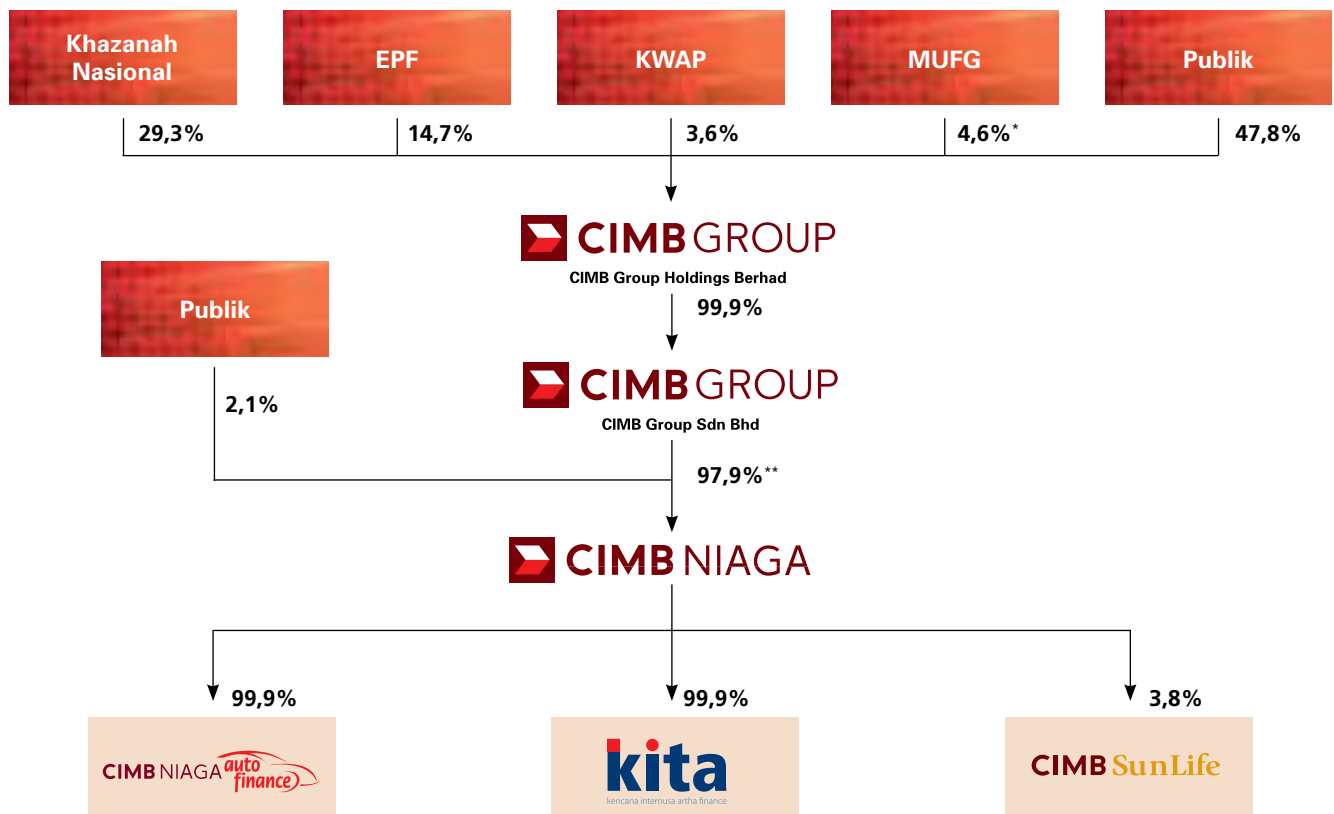 Khazanah
Nasional
EPF
KWAP
MUFG
Publik
29,3%
14,7%
3,6%
4,6%*
47,8%
CIMB GROUP
CIMB Group Holdings Berhad
99,9%
Publik
CIMB GROUP
CIMB Group Sdn Bhd
2,1%
97,9%**
CIMB NIAGA
99,9%
99,9%
3,8%
CIMB NIAGA auto
finance
kita
kencana internusa artha finance
CIMB SunLife